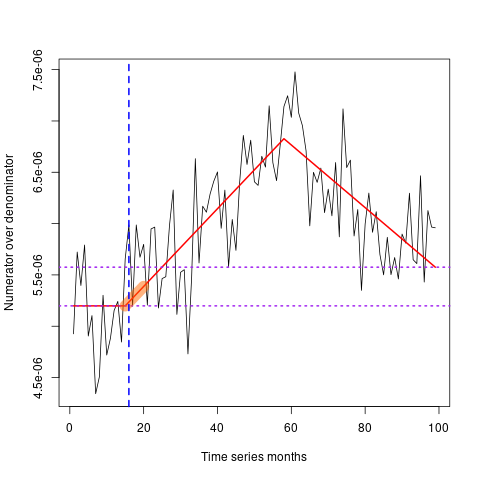 7.5e-06
6.5e-06
5.5e-06
4.5e-06
Numerator over denominator
0 20 40 60 80 100
Time series months